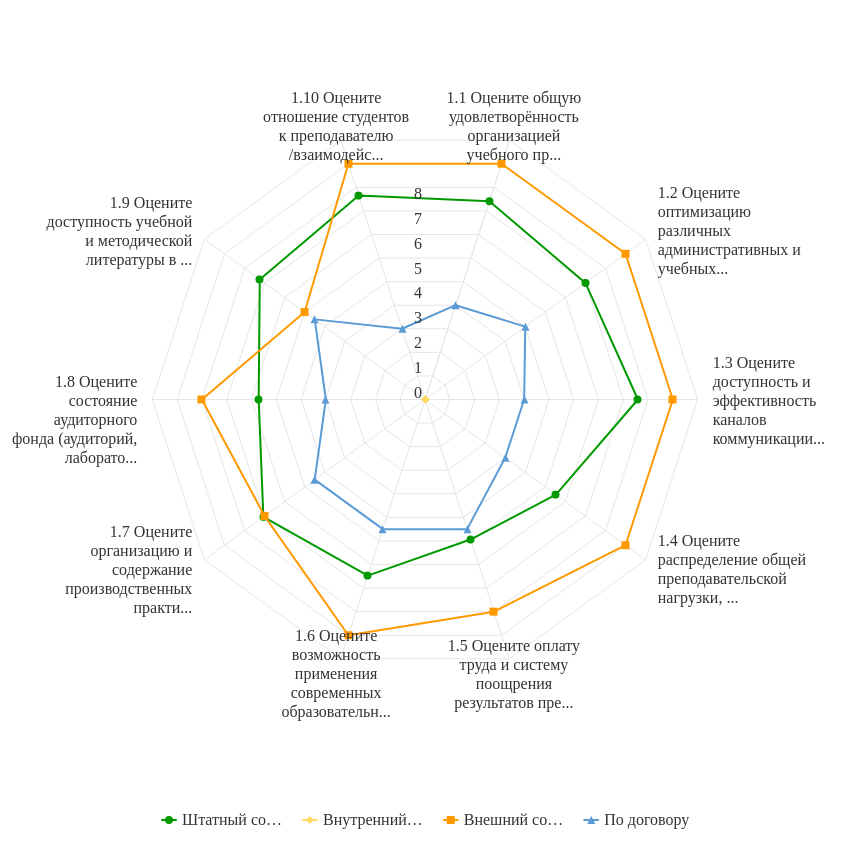 1.10 Оцените
отношение студентов
к преподавателю
/взаимодейс...
1.1 Оцените общую
удовлетворённость
организацией
учебного пр...
1.2 Оцените
оптимизацию
различных
административных и
учебных...
1.3 Оцените
доступность и
эффективность
каналов
коммуникации...
1.4 Оцените
распределение общей
преподавательской
нагрузки, ...
1.5 Оцените оплату
труда и систему
поощрения
результатов пре...
1.6 Оцените
возможность
применения
современных
образовательн...
1.7 Оцените
организацию и
содержание
производственных
практи...
1.8 Оцените
состояние
аудиторного
фонда (аудиторий,
лаборато...
1.9 Оцените
доступность учебной
и методической
литературы в ...
8
7
6
5
4
3
2
1
0
Штатный со…
Внутренний…
Внешний со…
По договору